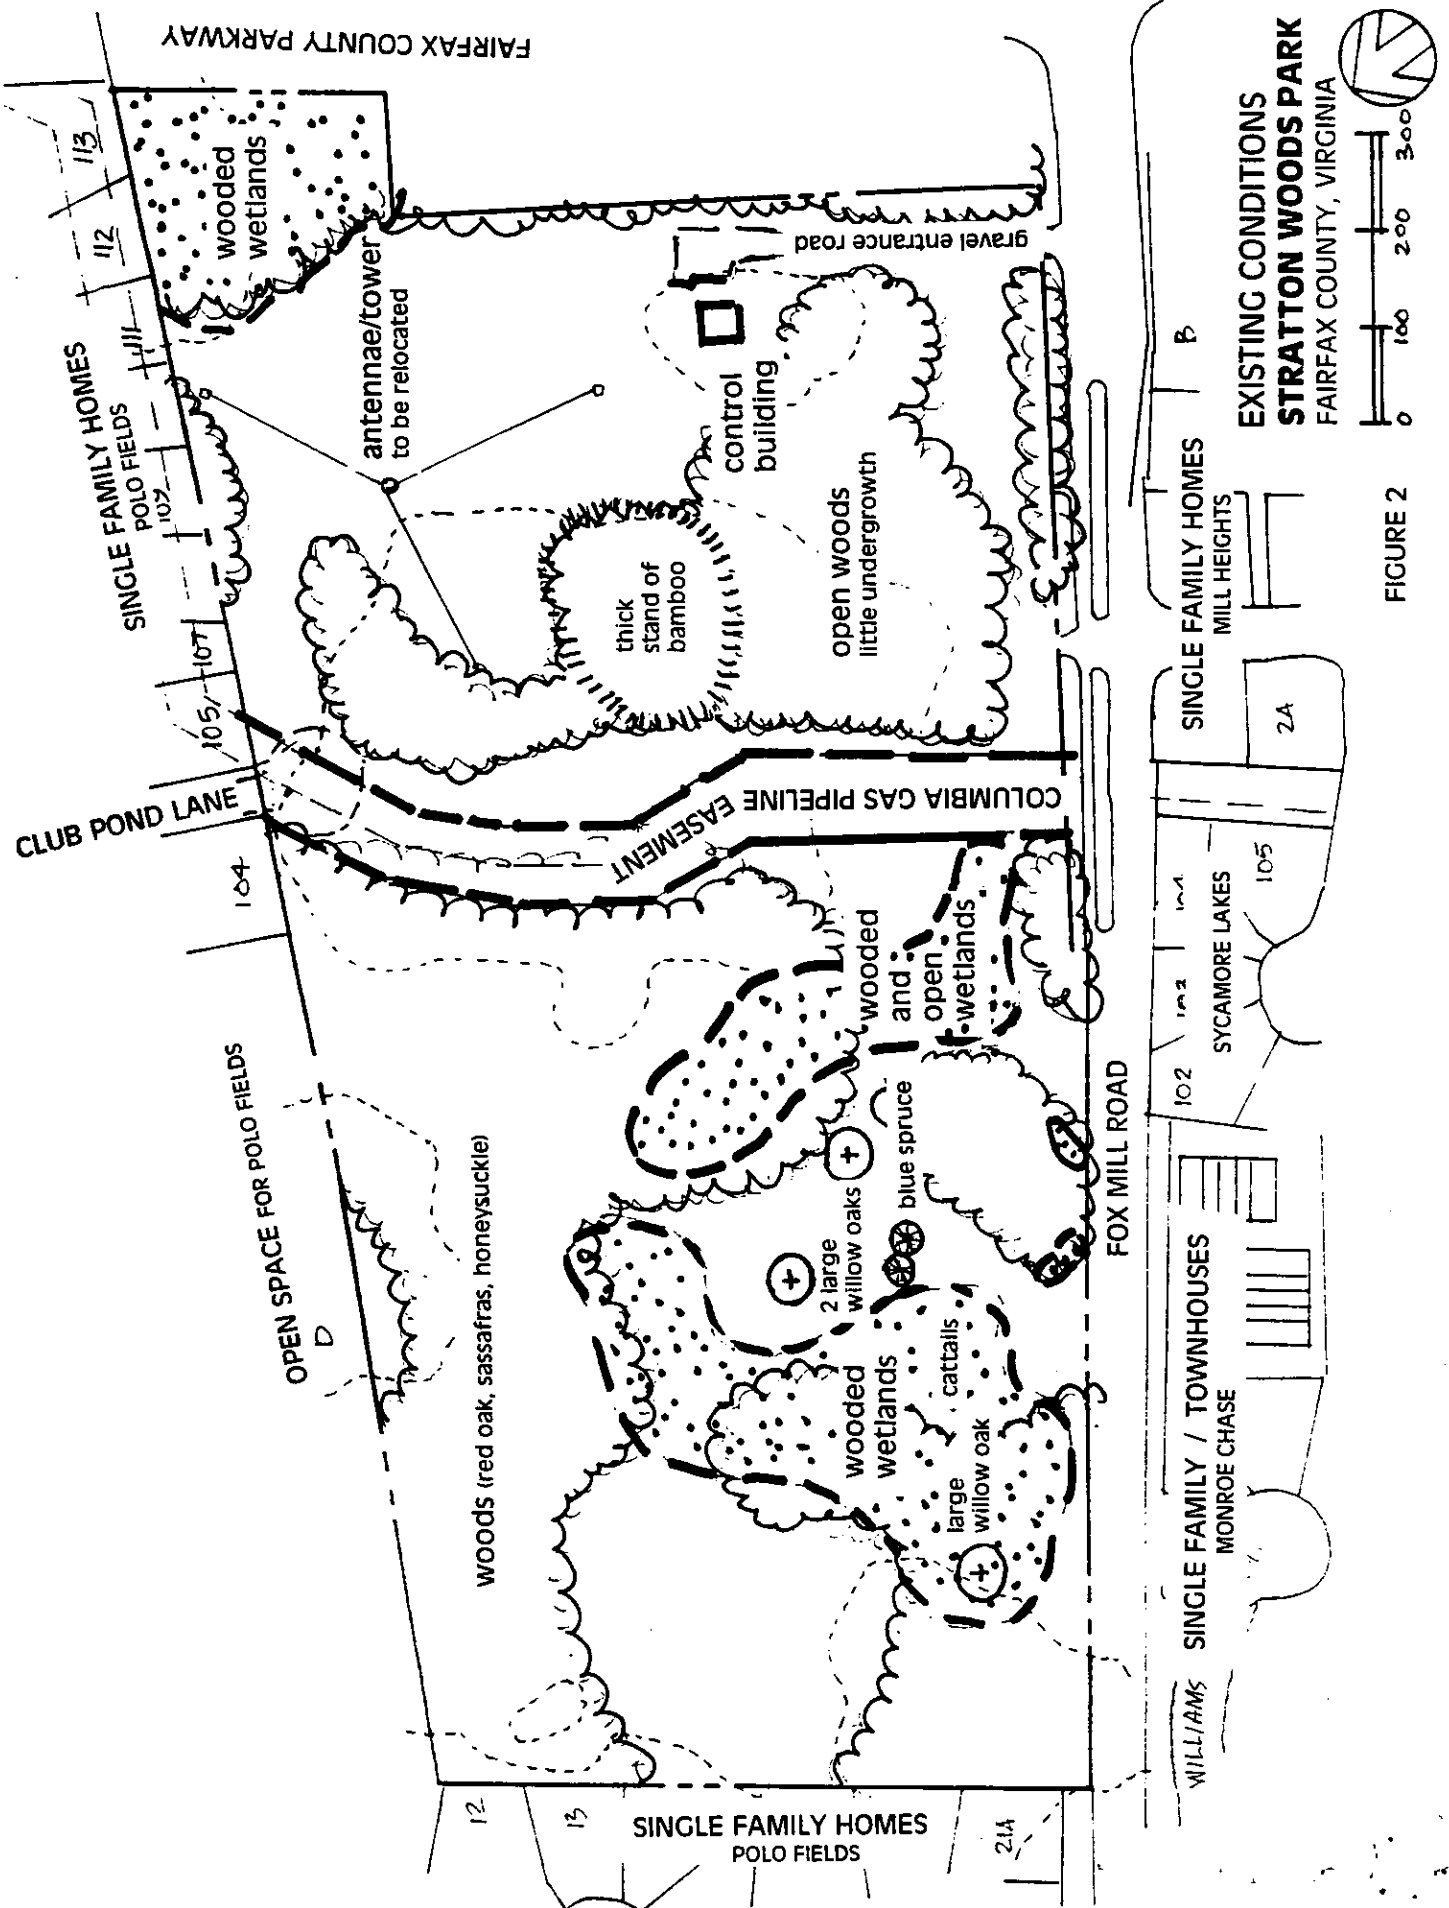 EXISTING CONDITIONS
STRATTON WOODS PARK
FAIRFAX COUNTY, VIRGINIA
0 100 200 300
FIGURE 2
FAIRFAX COUNTY PARKWAY
113
112
111
109
107
105
104
SINGLE FAMILY HOMES
POLO FIELDS
CLUB POND LANE
OPEN SPACE FOR POLO FIELDS
D
wooded
wetlands
antennae/tower
to be relocated
gravel entrance road
control
building
thick
stand of
bamboo
open woods
little undergrowth
COLUMBIA GAS PIPELINE
EASEMENT
wooded
and
open
wetlands
woods (red oak, sassafras, honeysuckle)
2 large
willow oaks
blue spruce
wooded
wetlands
cattails
large
willow oak
12
13
SINGLE FAMILY HOMES
POLO FIELDS
21A
FOX MILL ROAD
B
SINGLE FAMILY HOMES
MILL HEIGHTS
2A
105
102
SYCAMORE LAKES
SINGLE FAMILY / TOWNHOUSES
MONROE CHASE
WILLIAMS